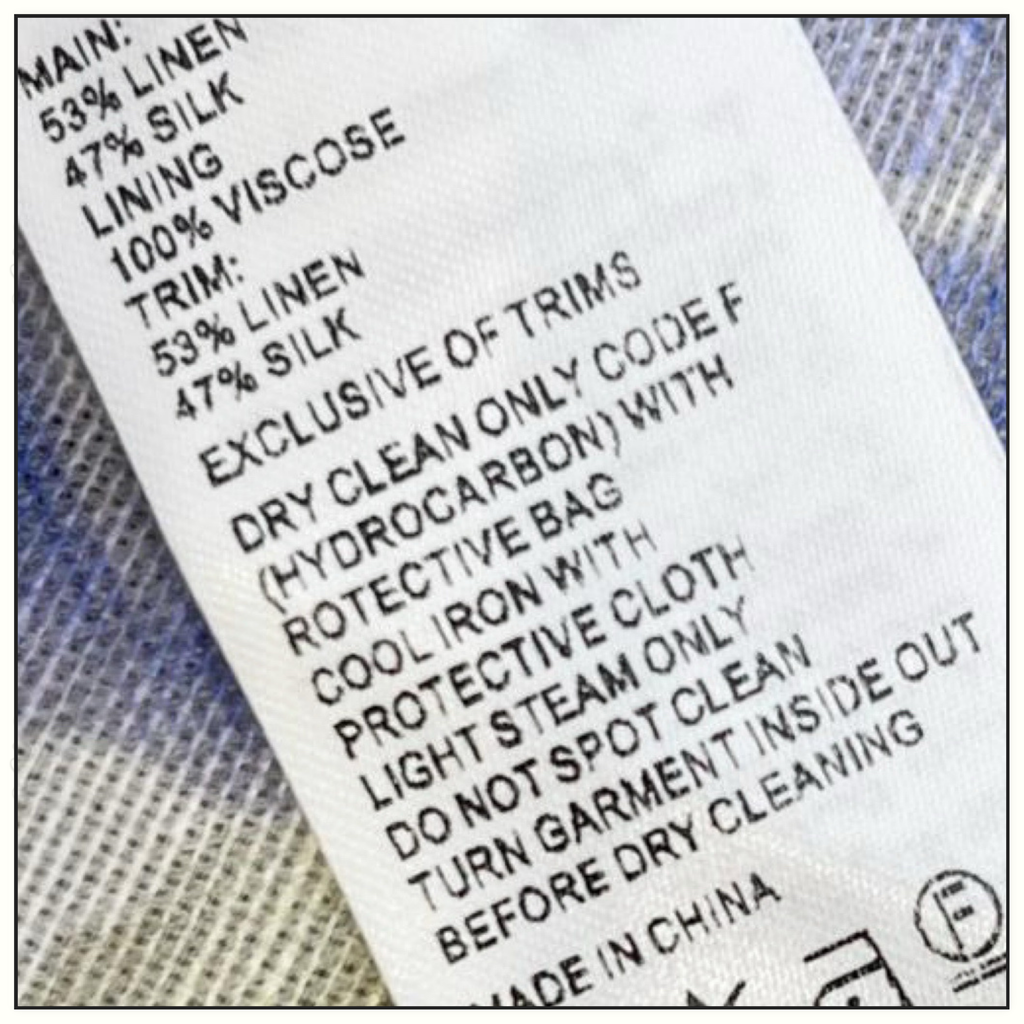 MAIN:
53% LINEN
47% SILK
LINING
100% VISCOSE
TRIM:
53% LINEN
47% SILK
EXCLUSIVE OF TRIMS
DRY CLEAN ONLY CODE F
(HYDROCARBON) WITH
ROTECTIVE BAG
COOL IRON WITH
PROTECTIVE CLOTH
LIGHT STEAM ONLY
DO NOT SPOT CLEAN
TURN GARMENT INSIDE OUT
BEFORE DRY CLEANING
MADE IN CHINA
F